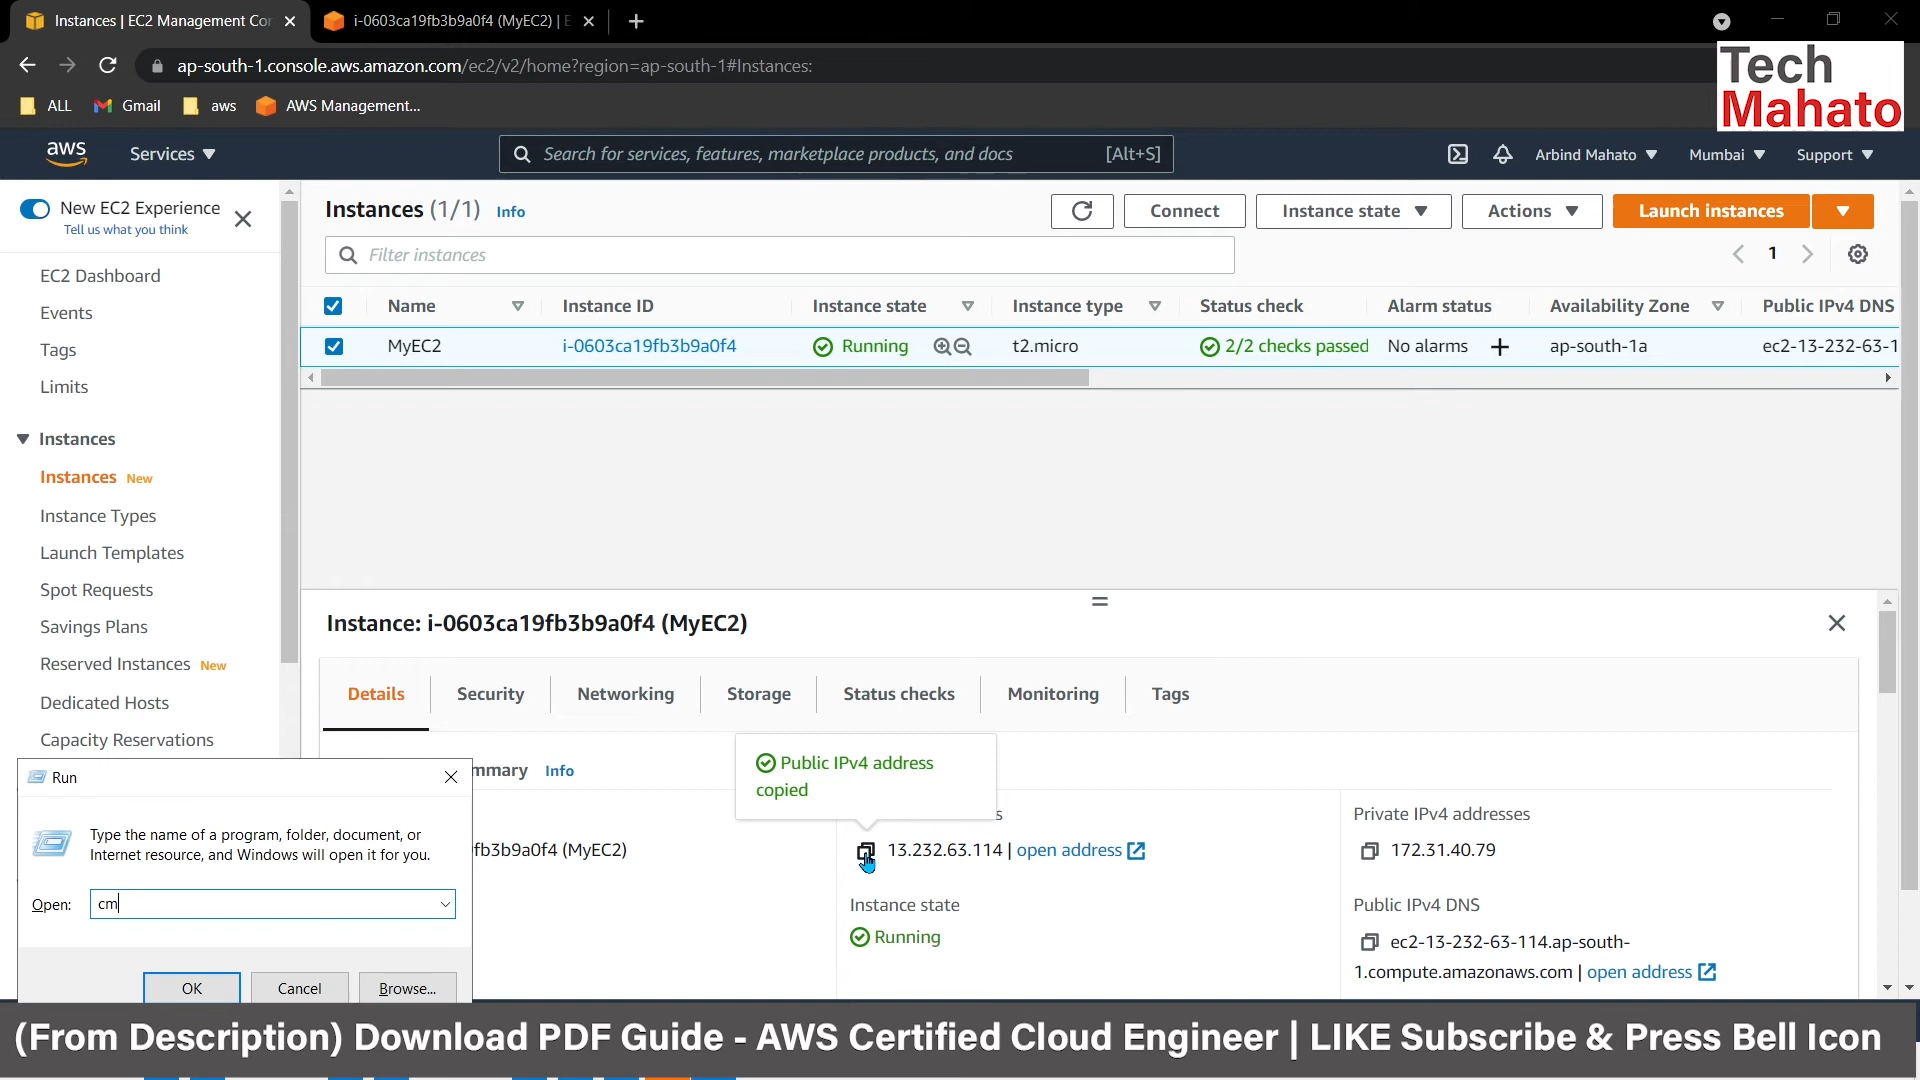 Instances | EC2 Management Con
i-0603ca19fb3b9a0f4 (MyEC2) | E
ap-south-1.console.aws.amazon.com/ec2/v2/home?region=ap-south-1#Instances:
Tech
Mahato
ALL
Gmail
aws
AWS Management...
aws
Services
Search for services, features, marketplace products, and docs
[Alt+S]
Arbind Mahato
Mumbai
Support
New EC2 Experience
Tell us what you think
EC2 Dashboard
Events
Tags
Limits
Instances
Instances New
Instance Types
Launch Templates
Spot Requests
Savings Plans
Reserved Instances New
Dedicated Hosts
Capacity Reservations
Instances (1/1) Info
Connect
Instance state
Actions
Launch instances
Filter instances
1
Name
Instance ID
Instance state
Instance type
Status check
Alarm status
Availability Zone
Public IPv4 DNS
MyEC2
i-0603ca19fb3b9a0f4
Running
t2.micro
2/2 checks passed
No alarms
ap-south-1a
ec2-13-232-63-1
Instance: i-0603ca19fb3b9a0f4 (MyEC2)
Details
Security
Networking
Storage
Status checks
Monitoring
Tags
mmary Info
Public IPv4 address
copied
s
fb3b9a0f4 (MyEC2)
13.232.63.114 | open address
Instance state
Running
Private IPv4 addresses
172.31.40.79
Public IPv4 DNS
ec2-13-232-63-114.ap-south-
1.compute.amazonaws.com | open address
Run
Type the name of a program, folder, document, or
Internet resource, and Windows will open it for you.
Open:
cm
OK
Cancel
Browse...
(From Description) Download PDF Guide - AWS Certified Cloud Engineer | LIKE Subscribe & Press Bell Icon